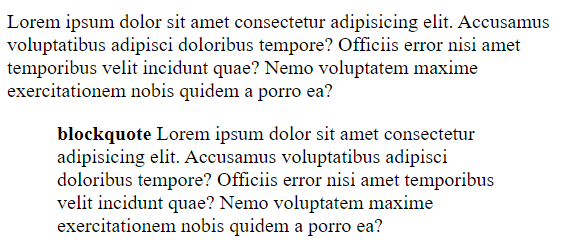 Lorem ipsum dolor sit amet consectetur adipisicing elit. Accusamus
voluptatibus adipisci doloribus tempore? Officiis error nisi amet
temporibus velit incidunt quae? Nemo voluptatem maxime
exercitationem nobis quidem a porro ea?
blockquote Lorem ipsum dolor sit amet consectetur
adipisicing elit. Accusamus voluptatibus adipisci
doloribus tempore? Officiis error nisi amet temporibus
velit incidunt quae? Nemo voluptatem maxime
exercitationem nobis quidem a porro ea?